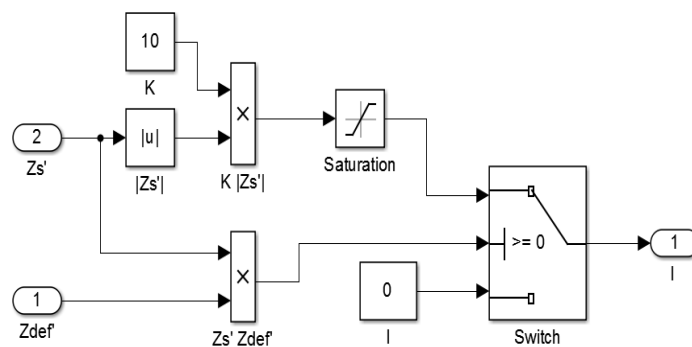 10
K
2
Zs'
|u|
|Zs'|
×
K |Zs'|
Saturation
1
Zdef'
×
Zs' Zdef'
0
I
>= 0
Switch
1
I